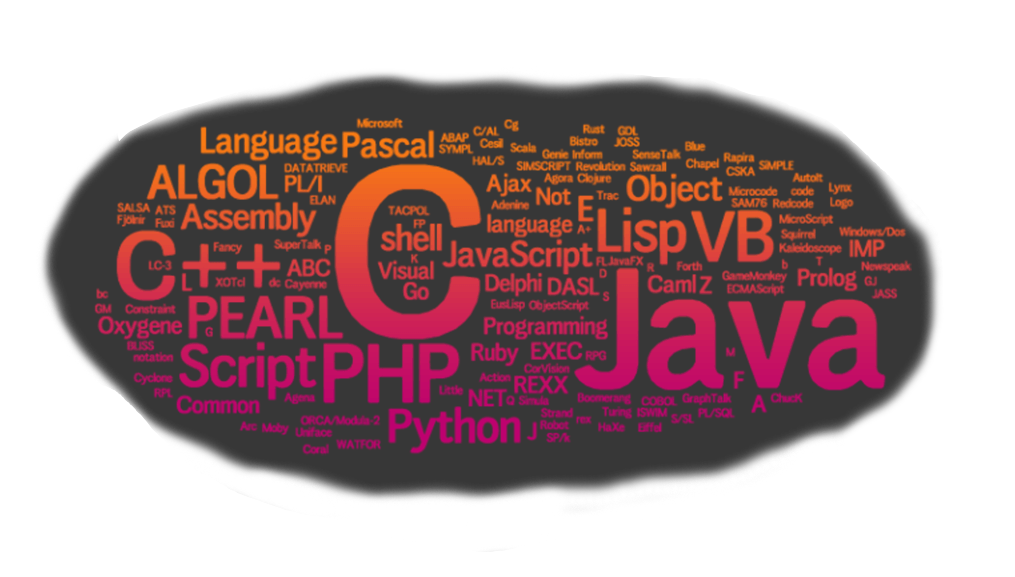 Microsoft
Language Pascal
ABAP C/AL Cg
SYMPL Cesil Scala
HAL/S
Rust GDL
Bistro JOSS
Genie Inform SenseTalk Blue
SIMSCRIPT Revolution Sawzall Chapel Rapira
CSKA SIMPLE
ALGOL DATATRIEVE
PL/I
ELAN
Ajax Agora Clojure
Not Trac Object
Adenine
Microcode code AutoIt Lynx
SAM76 Redcode Logo
SALSA ATS
Fjölnir Fuxi
Assembly
C
TACPOL
FP
shell
K
Visual
Go
language E A+
Lisp VB
MicroScript
Squirrel Windows/Dos
Kaleidoscope IMP
C++
LC-3
Fancy SuperTalk P
L XOTcl dc Cayenne
ABC
JavaScript
FL JavaFX R Forth
D
b T Newspeak
Delphi DASL S
Caml Z GameMonkey
ECMAScript
Prolog GJ
JASS
bc
GM Constraint
Oxygene G
PEARL
EusLisp ObjectScript
Programming
Java
BLISS
notation
Script PHP
Ruby EXEC RPG
CorVision
M
F
Cyclone
RPL
Agena Little
Action REXX
NET Q Simula
Boomerang COBOL GraphTalk A ChucK
Common
Turing ISWIM S/SL PL/SQL
Arc Moby ORCA/Modula-2
Uniface
Python J
Strand
Robot
SP/k
HaXe Eiffel
Coral WATFOR